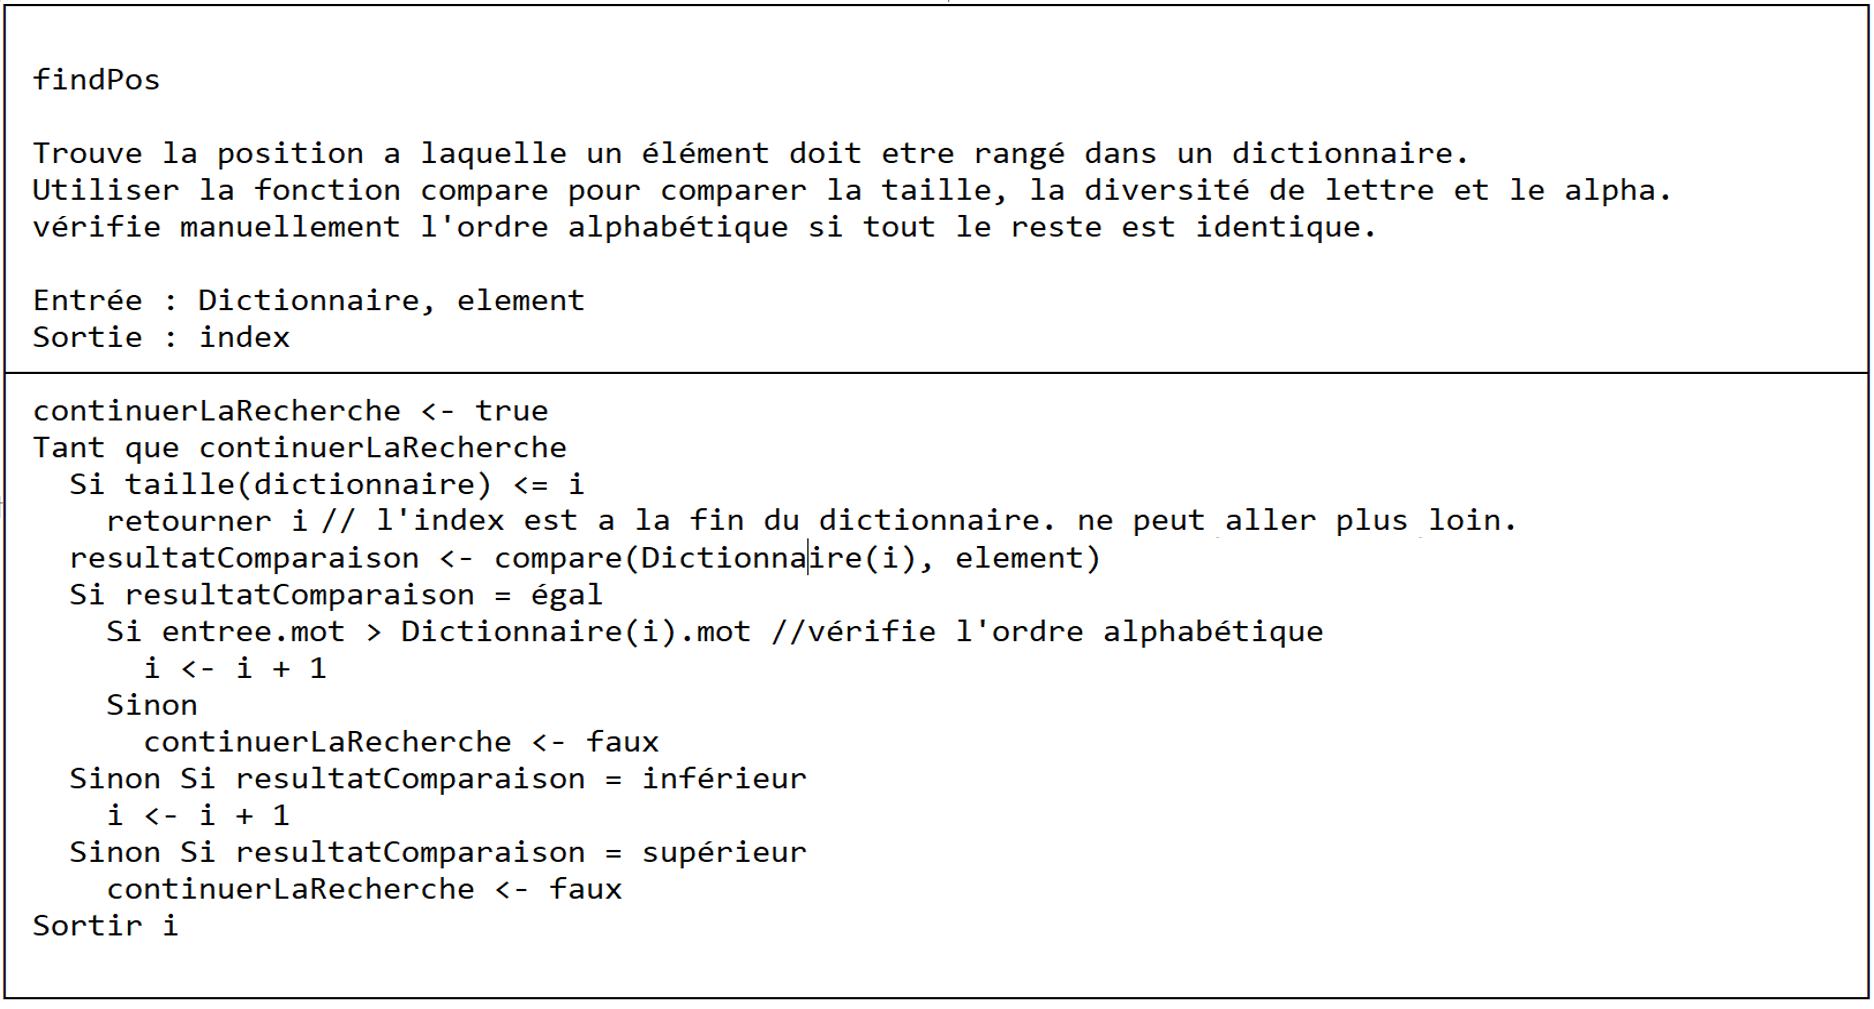 findPos
Trouve la position a laquelle un élément doit etre rangé dans un dictionnaire.
Utiliser la fonction compare pour comparer la taille, la diversité de lettre et le alpha.
vérifie manuellement l'ordre alphabétique si tout le reste est identique.
Entrée : Dictionnaire, element
Sortie : index
continuerLaRecherche <- true
Tant que continuerLaRecherche
Si taille(dictionnaire) <= i
retourner i // l'index est a la fin du dictionnaire. ne peut aller plus loin.
resultatComparaison <- compare(Dictionnaire(i), element)
Si resultatComparaison = égal
Si entree.mot > Dictionnaire(i).mot //vérifie l'ordre alphabétique
i <- i + 1
Sinon
continuerLaRecherche <- faux
Sinon Si resultatComparaison = inférieur
i <- i + 1
Sinon Si resultatComparaison = supérieur
continuerLaRecherche <- faux
Sortir i